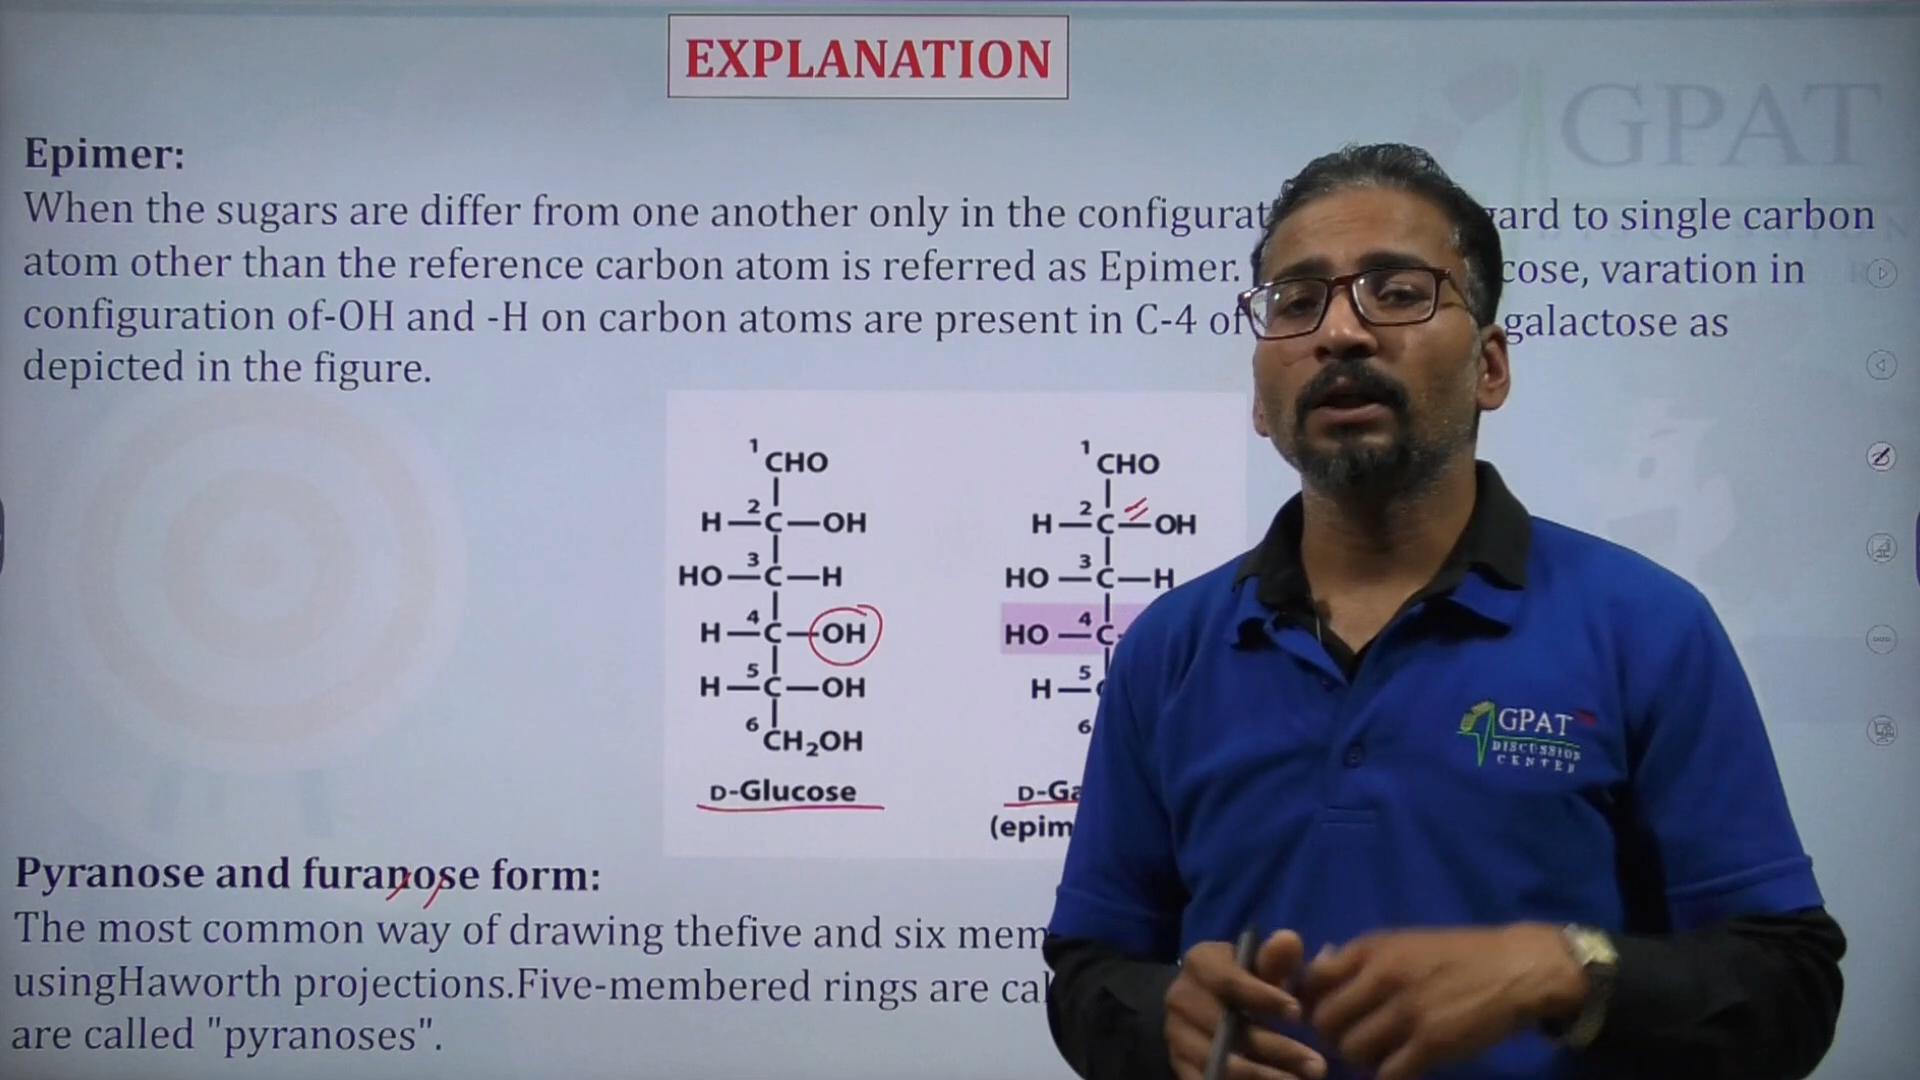 EXPLANATION
GPAT
Epimer:
When the sugars are differ from one another only in the to single carbon
atom other than the reference carbon atom is referred as Epimer. varation in
configuration of-OH and -H on carbon atoms are present in C-4 of galactose as
depicted in the figure.
1 CHO 1 CHO
H 2 C OH H 2 C OH
HO 3 C H HO 3 C H
H 4 C OH HO 4 C
H 5 C OH H 5
6 CH₂OH 6
D-Glucose D-
GPAT
DISCUSSION
CENTER
Pyranose and furanose form:
The most common way of drawing thefive and six
usingHaworth projections.Five-membered rings are
are called "pyranoses".